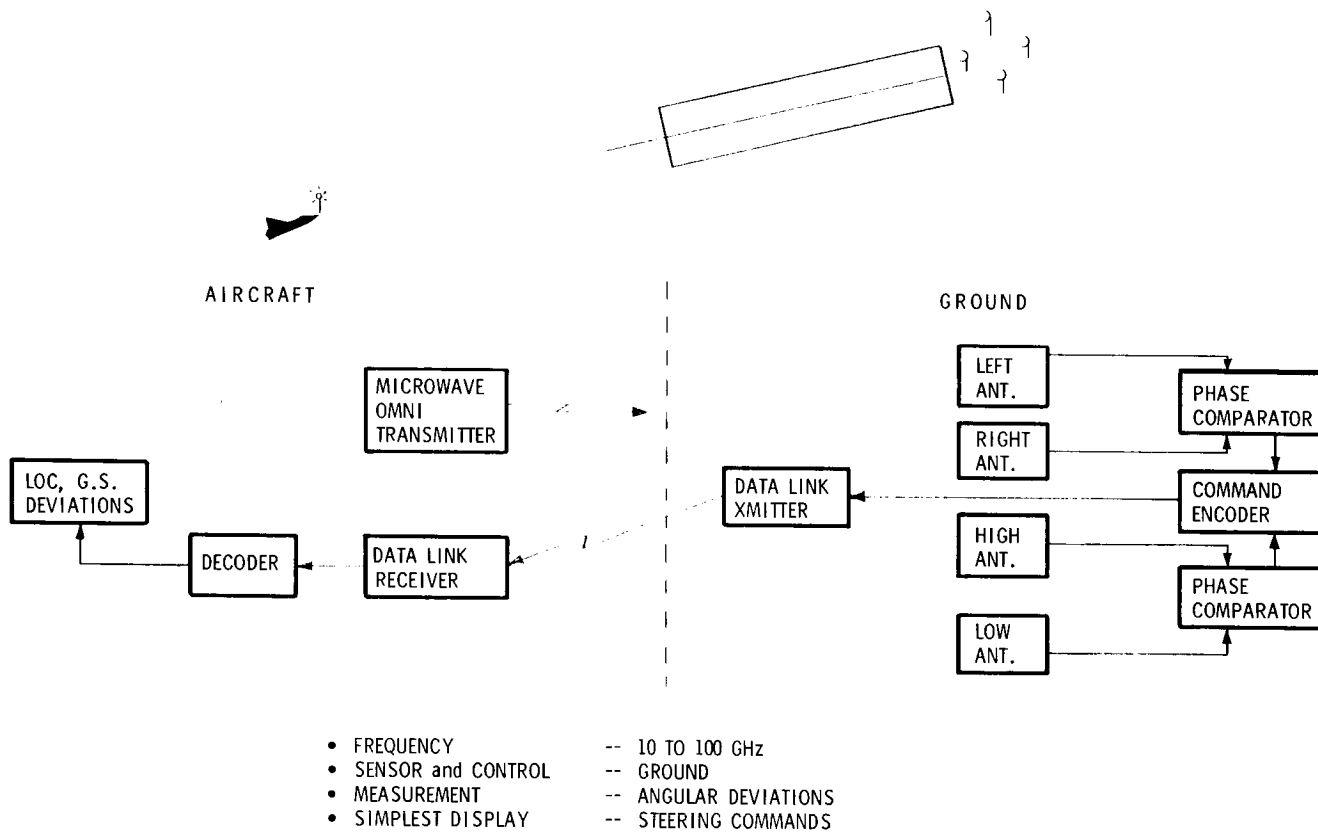 AIRCRAFT
GROUND
MICROWAVE
OMNI
TRANSMITTER
LOC, G.S.
DEVIATIONS
DECODER
DATA LINK
RECEIVER
DATA LINK
XMITTER
LEFT
ANT.
RIGHT
ANT.
HIGH
ANT.
LOW
ANT.
PHASE
COMPARATOR
COMMAND
ENCODER
PHASE
COMPARATOR
• FREQUENCY -- 10 TO 100 GHz
• SENSOR and CONTROL -- GROUND
• MEASUREMENT -- ANGULAR DEVIATIONS
• SIMPLEST DISPLAY -- STEERING COMMANDS